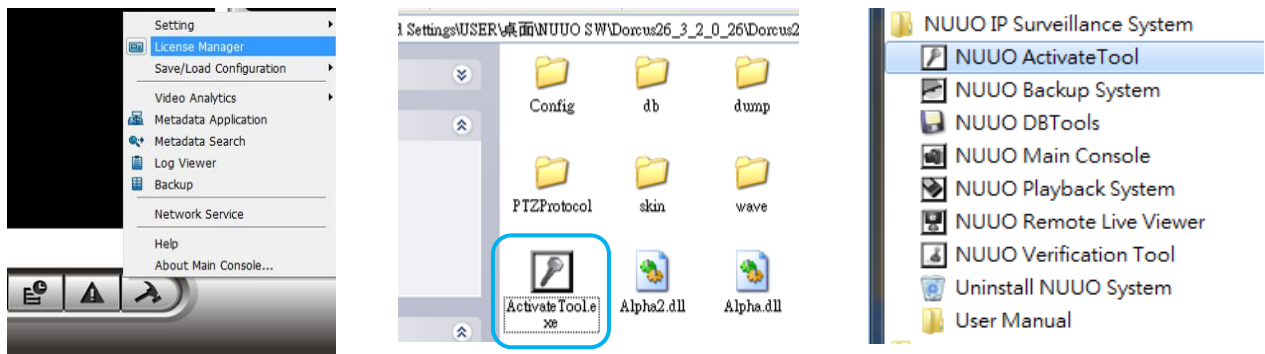 Setting
License Manager
Save/Load Configuration
Video Analytics
Metadata Application
Metadata Search
Log Viewer
Backup
Network Service
Help
About Main Console...
d Settings\USER\桌面\NUUO SW\Dorcus26_3_2_0_26\Dorcus2
Config
db
dump
PTZProtocol
skin
wave
ActivateTool.e
xe
Alpha2.dll
Alpha.dll
NUUO IP Surveillance System
NUUO ActivateTool
NUUO Backup System
NUUO DBTools
NUUO Main Console
NUUO Playback System
NUUO Remote Live Viewer
NUUO Verification Tool
Uninstall NUUO System
User Manual